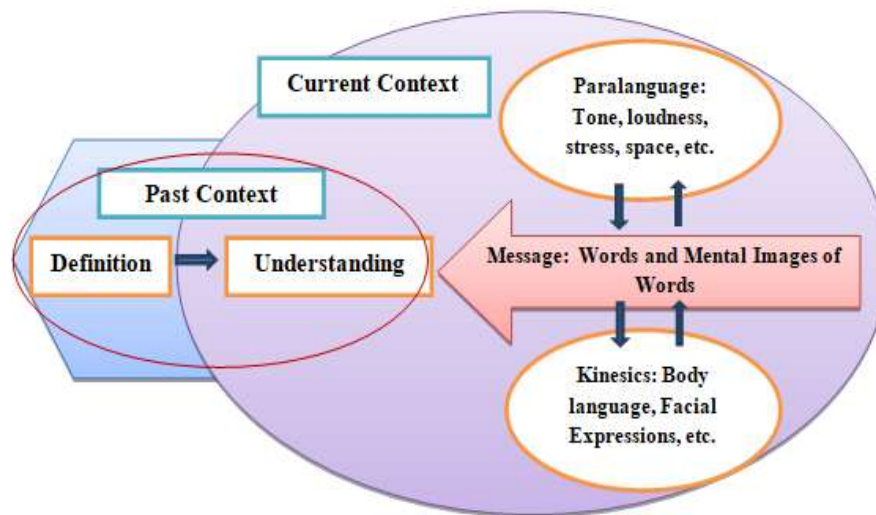 Current Context
Paralanguage:
Tone, loudness,
stress, space, etc.
Past Context
Definition
Understanding
Message: Words and Mental Images of
Words
Kinesics: Body
language, Facial
Expressions, etc.